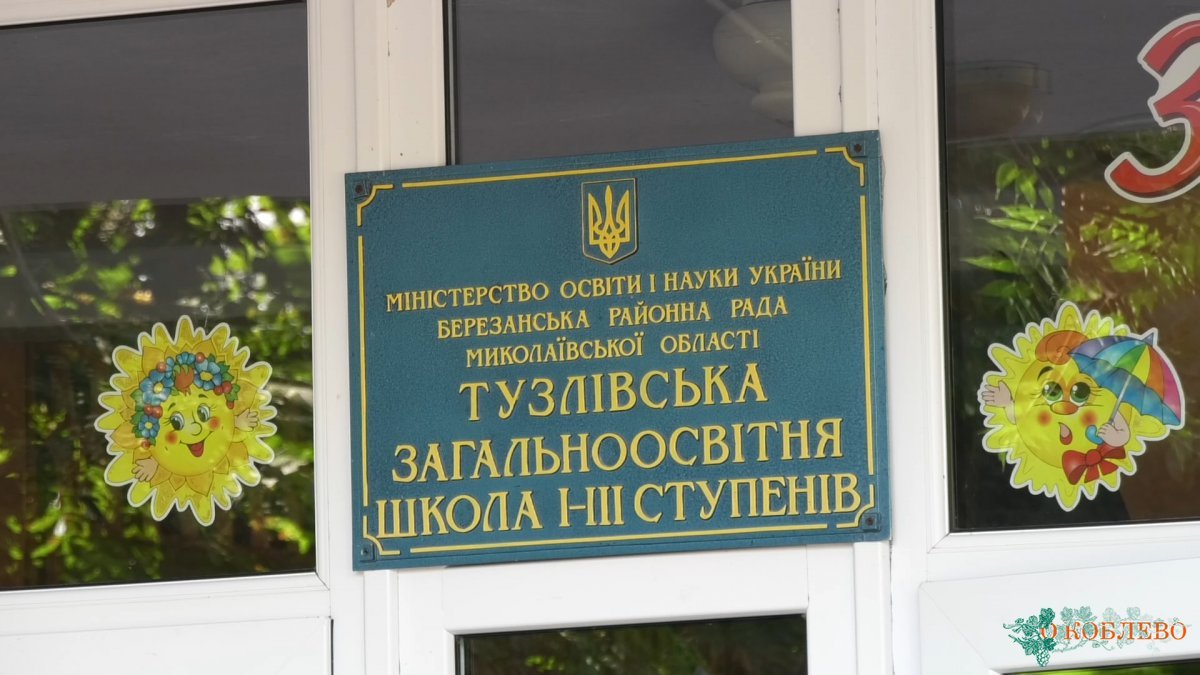 МІНІСТЕРСТВО ОСВІТИ І НАУКИ УКРАЇНИ
БЕРЕЗАНСЬКА РАЙОННА РАДА
МИКОЛАЇВСЬКОЇ ОБЛАСТІ
ТУЗЛІВСЬКА
ЗАГАЛЬНООСВІТНЯ
ШКОЛА І-ІІІ СТУПЕНІВ
З
О КОБЛЕВО